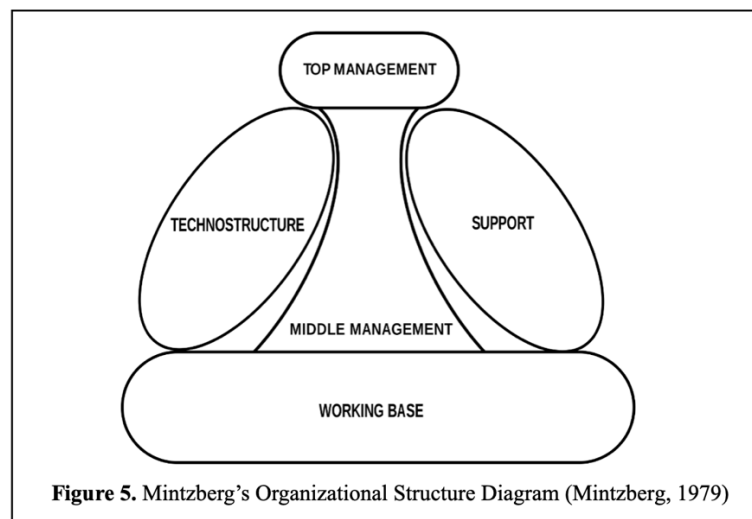 TOP MANAGEMENT
TECHNOSTRUCTURE
SUPPORT
MIDDLE MANAGEMENT
WORKING BASE
Figure 5. Mintzberg’s Organizational Structure Diagram (Mintzberg, 1979)